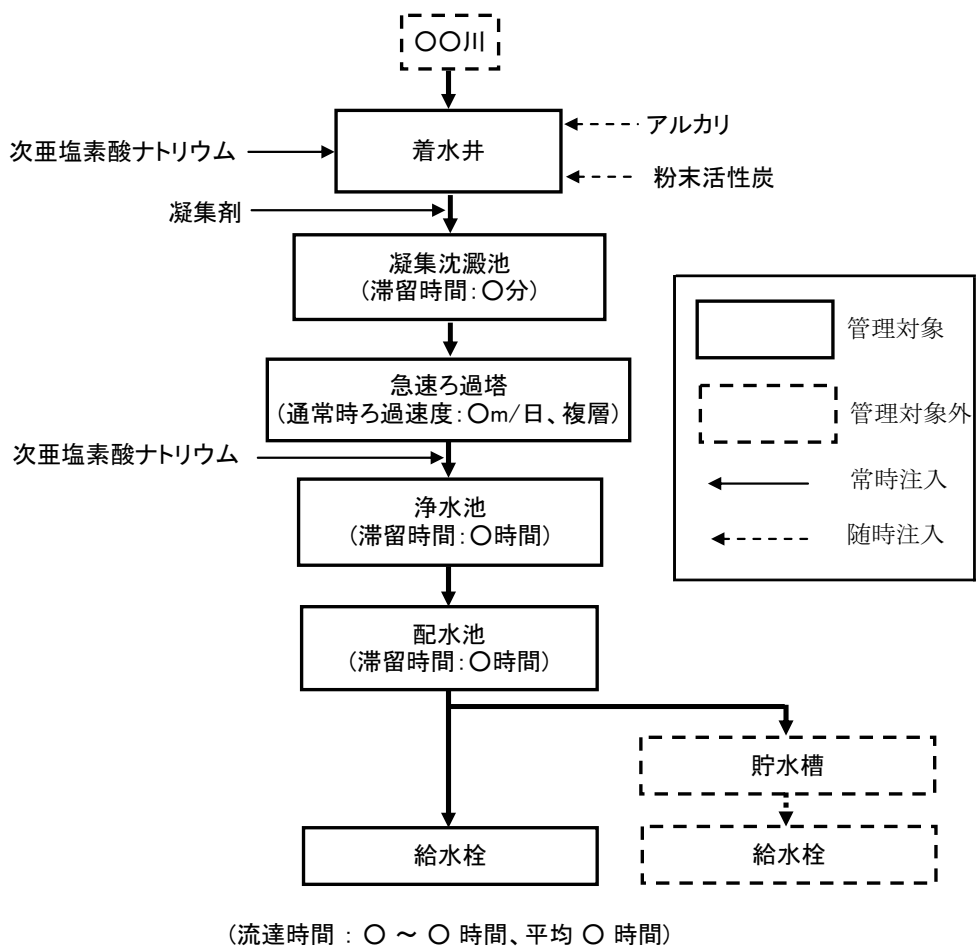 〇〇川
着水井
アルカリ
粉末活性炭
次亜塩素酸ナトリウム
凝集剤
凝集沈澱池
(滞留時間:〇分)
急速ろ過塔
(通常時ろ過速度:〇m/日、複層)
次亜塩素酸ナトリウム
浄水池
(滞留時間:〇時間)
配水池
(滞留時間:〇時間)
貯水槽
給水栓
給水栓
(流達時間 : 〇 ~ 〇 時間、平均 〇 時間)
管理対象
管理対象外
常時注入
随時注入